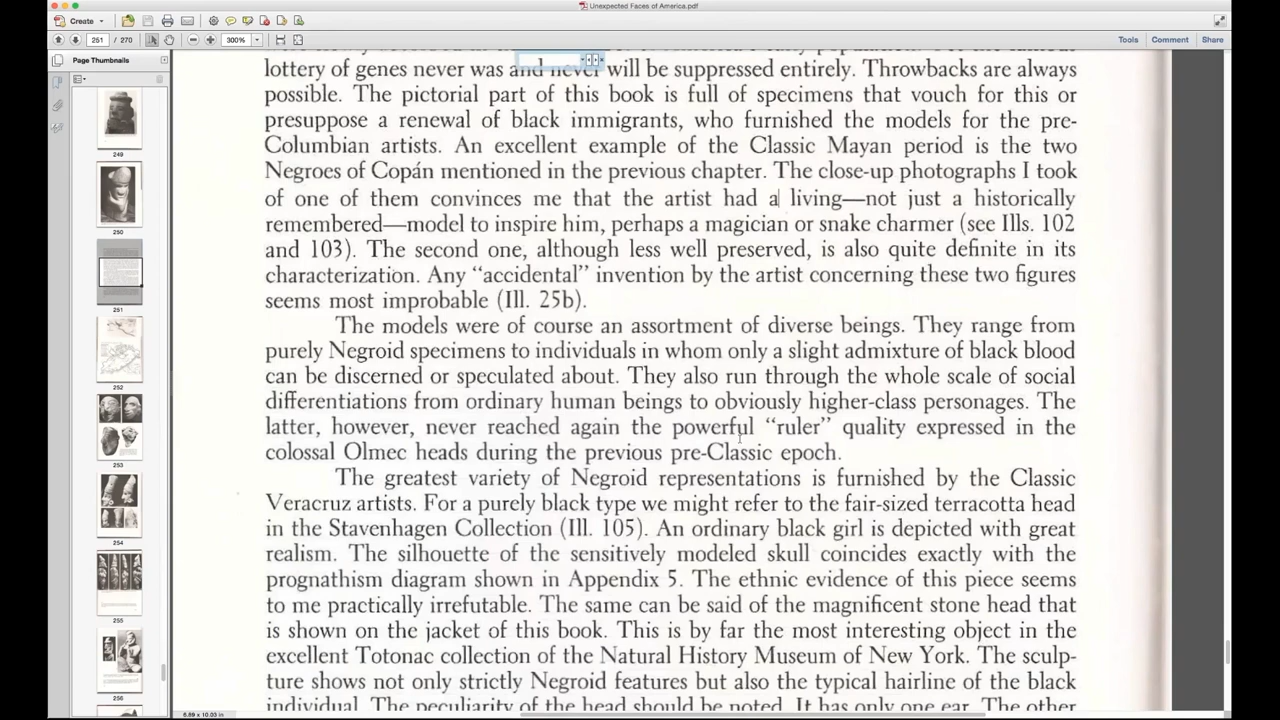 Unexpected Faces of America.pdf
Create
251 / 270
300%
Tools
Comment
Share
Page Thumbnails
249
250
251
252
253
254
255
256
lottery of genes never was and never will be suppressed entirely. Throwbacks are always
possible. The pictorial part of this book is full of specimens that vouch for this or
presuppose a renewal of black immigrants, who furnished the models for the pre-
Columbian artists. An excellent example of the Classic Mayan period is the two
Negroes of Copán mentioned in the previous chapter. The close-up photographs I took
of one of them convinces me that the artist had a living—not just a historically
remembered—model to inspire him, perhaps a magician or snake charmer (see Ills. 102
and 103). The second one, although less well preserved, is also quite definite in its
characterization. Any “accidental” invention by the artist concerning these two figures
seems most improbable (Ill. 25b).
The models were of course an assortment of diverse beings. They range from
purely Negroid specimens to individuals in whom only a slight admixture of black blood
can be discerned or speculated about. They also run through the whole scale of social
differentiations from ordinary human beings to obviously higher-class personages. The
latter, however, never reached again the powerful “ruler” quality expressed in the
colossal Olmec heads during the previous pre-Classic epoch.
The greatest variety of Negroid representations is furnished by the Classic
Veracruz artists. For a purely black type we might refer to the fair-sized terracotta head
in the Stavenhagen Collection (Ill. 105). An ordinary black girl is depicted with great
realism. The silhouette of the sensitively modeled skull coincides exactly with the
prognathism diagram shown in Appendix 5. The ethnic evidence of this piece seems
to me practically irrefutable. The same can be said of the magnificent stone head that
is shown on the jacket of this book. This is by far the most interesting object in the
excellent Totonac collection of the Natural History Museum of New York. The sculp-
ture shows not only strictly Negroid features but also the typical hairline of the black
individual. The peculiarity of the head should be noted. It has only one ear. The other